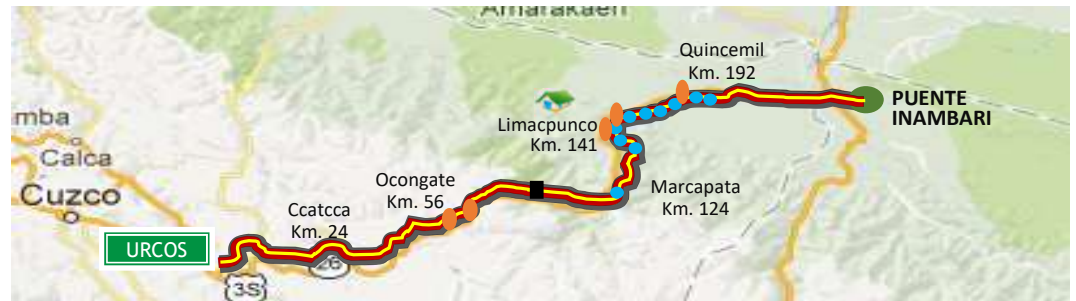 Amarakaeri
Quincemil
Km. 192
PUENTE
INAMBARI
Limacpunco
Km. 141
mba
Calca
Cuzco
Ocongate
Km. 56
Marcapata
Km. 124
Ccatcca
Km. 24
URCOS
26
3S